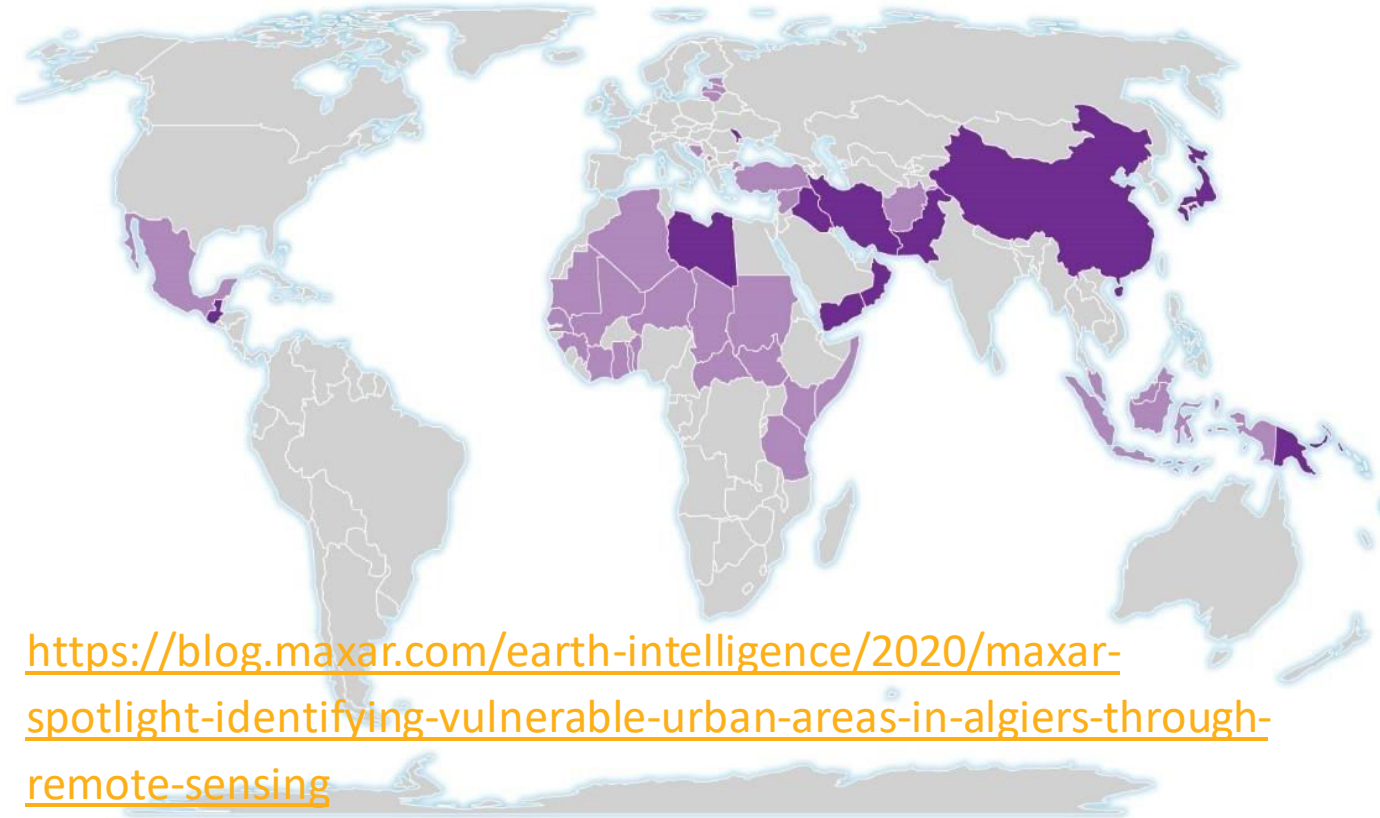 https://blog.maxar.com/earth-intelligence/2020/maxar-
spotlight-identifying-vulnerable-urban-areas-in-algiers-through-
remote-sensing